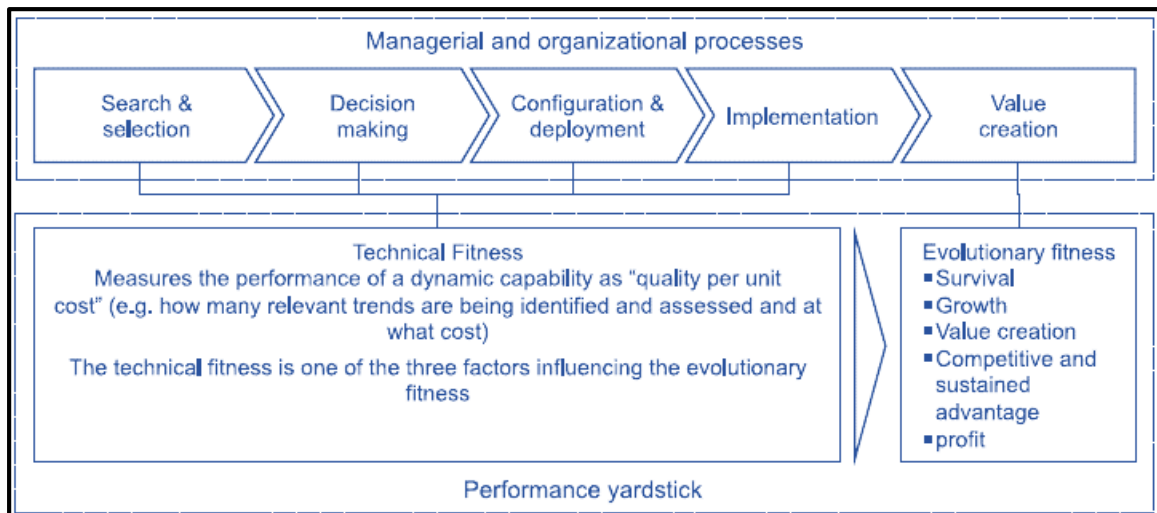 Managerial and organizational processes
Search &
selection
Decision
making
Configuration &
deployment
Implementation
Value
creation
Technical Fitness
Measures the performance of a dynamic capability as “quality per unit
cost” (e.g. how many relevant trends are being identified and assessed and at
what cost)
The technical fitness is one of the three factors influencing the evolutionary
fitness
Evolutionary fitness
▪Survival
▪Growth
▪Value creation
▪Competitive and
sustained
advantage
▪profit
Performance yardstick